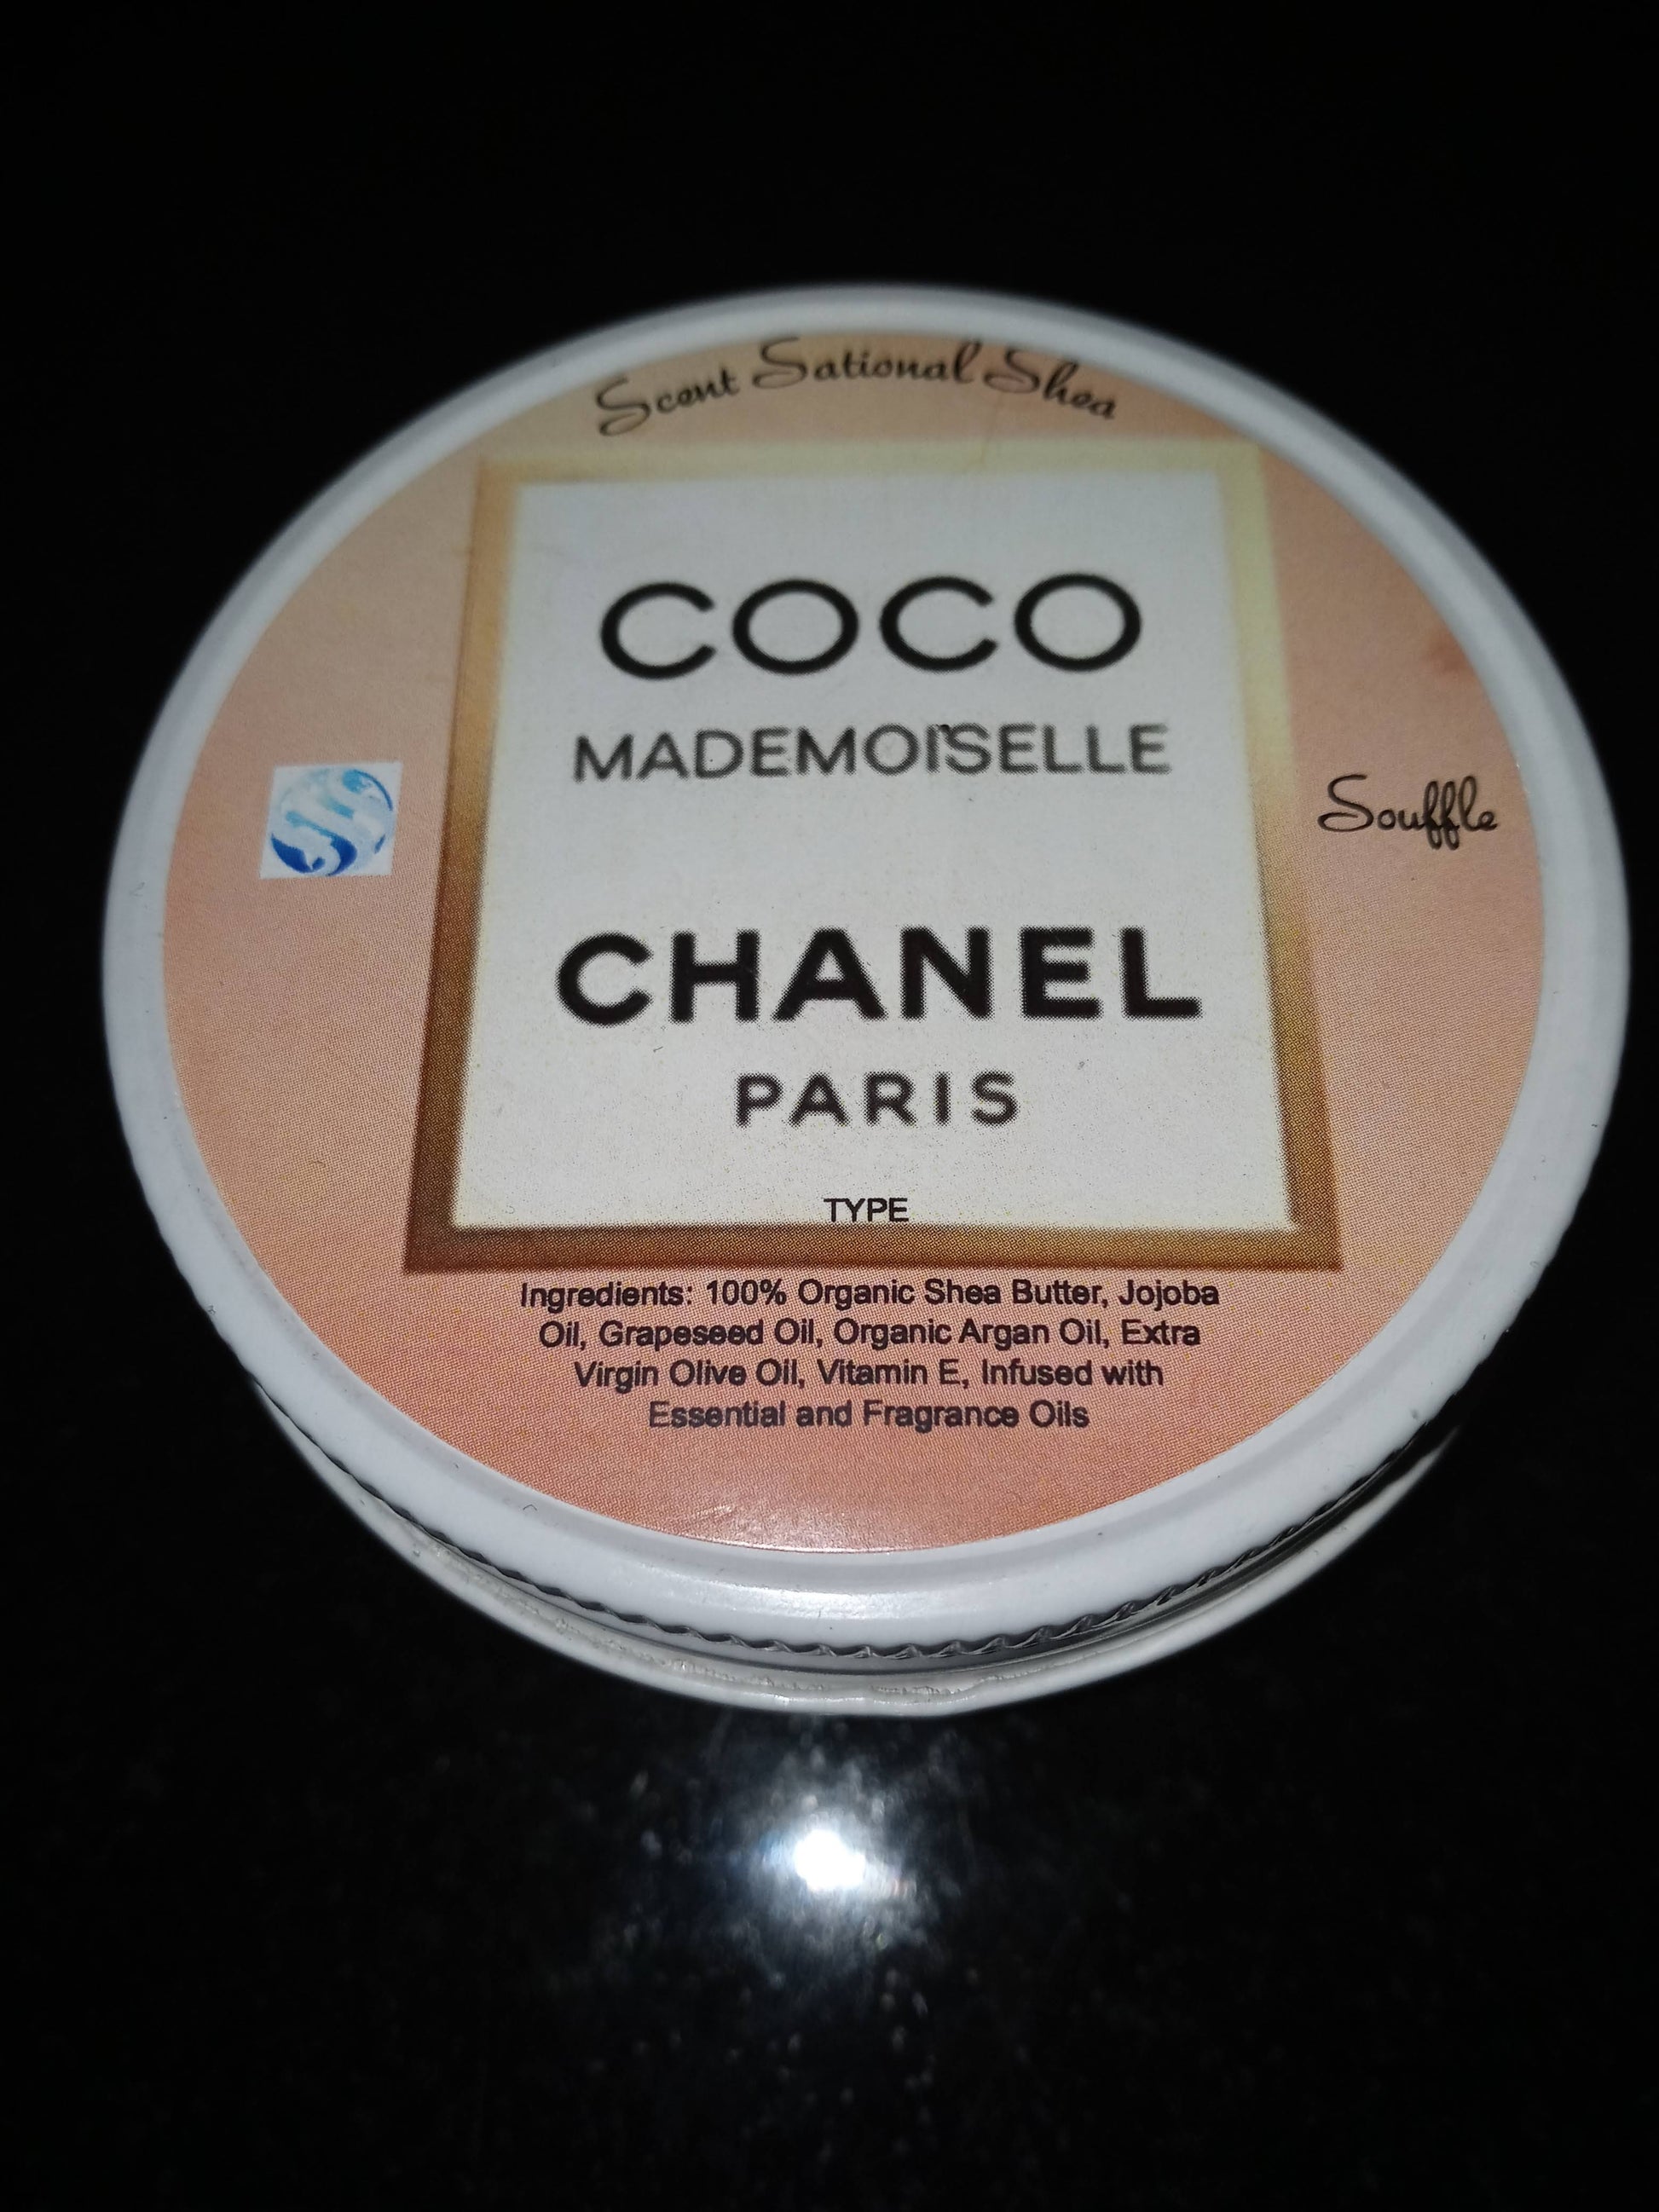 Scent Sational Shea
COCO
MADEMOISELLE
Souffle
CHANEL
PARIS
TYPE
Ingredients: 100% Organic Shea Butter, Jojoba
Oil, Grapeseed Oil, Organic Argan Oil, Extra
Virgin Olive Oil, Vitamin E, Infused with
Essential and Fragrance Oils